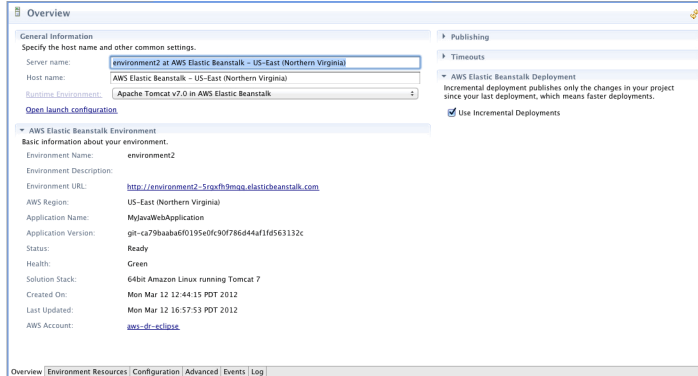 Overview
General Information
Specify the host name and other common settings.
Server name: environment2 at AWS Elastic Beanstalk - US-East (Northern Virginia)
Host name: AWS Elastic Beanstalk - US-East (Northern Virginia)
Runtime Environment: Apache Tomcat v7.0 in AWS Elastic Beanstalk
Open launch configuration
AWS Elastic Beanstalk Environment
Basic information about your environment.
Environment Name: environment2
Environment Description:
Environment URL: http://environment2-5rqxfh9mgg.elasticbeanstalk.com
AWS Region: US-East (Northern Virginia)
Application Name: MyJavaWebApplication
Application Version: git-ca79baaba6f0195e0fc90f786d44af1fd563132c
Status: Ready
Health: Green
Solution Stack: 64bit Amazon Linux running Tomcat 7
Created On: Mon Mar 12 12:44:15 PDT 2012
Last Updated: Mon Mar 12 16:57:53 PDT 2012
AWS Account: aws-dr-eclipse
Publishing
Timeouts
AWS Elastic Beanstalk Deployment
Incremental deployment publishes only the changes in your project
since your last deployment, which means faster deployments.
Use Incremental Deployments
Overview Environment Resources Configuration Advanced Events Log